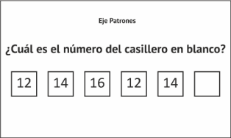 Eje Patrones
¿Cuál es el número del casillero en blanco?
12 14 16 12 14